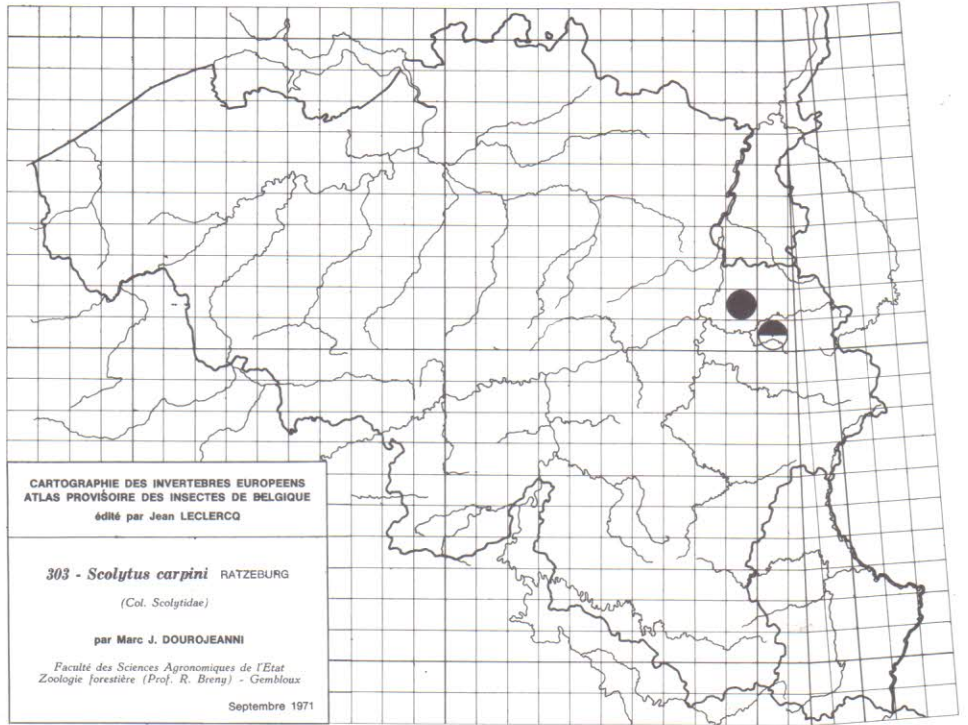 CARTOGRAPHIE DES INVERTEBRES EUROPEENS
ATLAS PROVISOIRE DES INSECTES DE BELGIQUE
édité par Jean LECLERCQ
303 - Scolytus carpini RATZEBURG
(Col. Scolytidae)
par Marc J. DOUROJEANNI
Faculté des Sciences Agronomiques de l'Etat
Zoologie forestière (Prof. R. Breny) - Gembloux
Septembre 1971